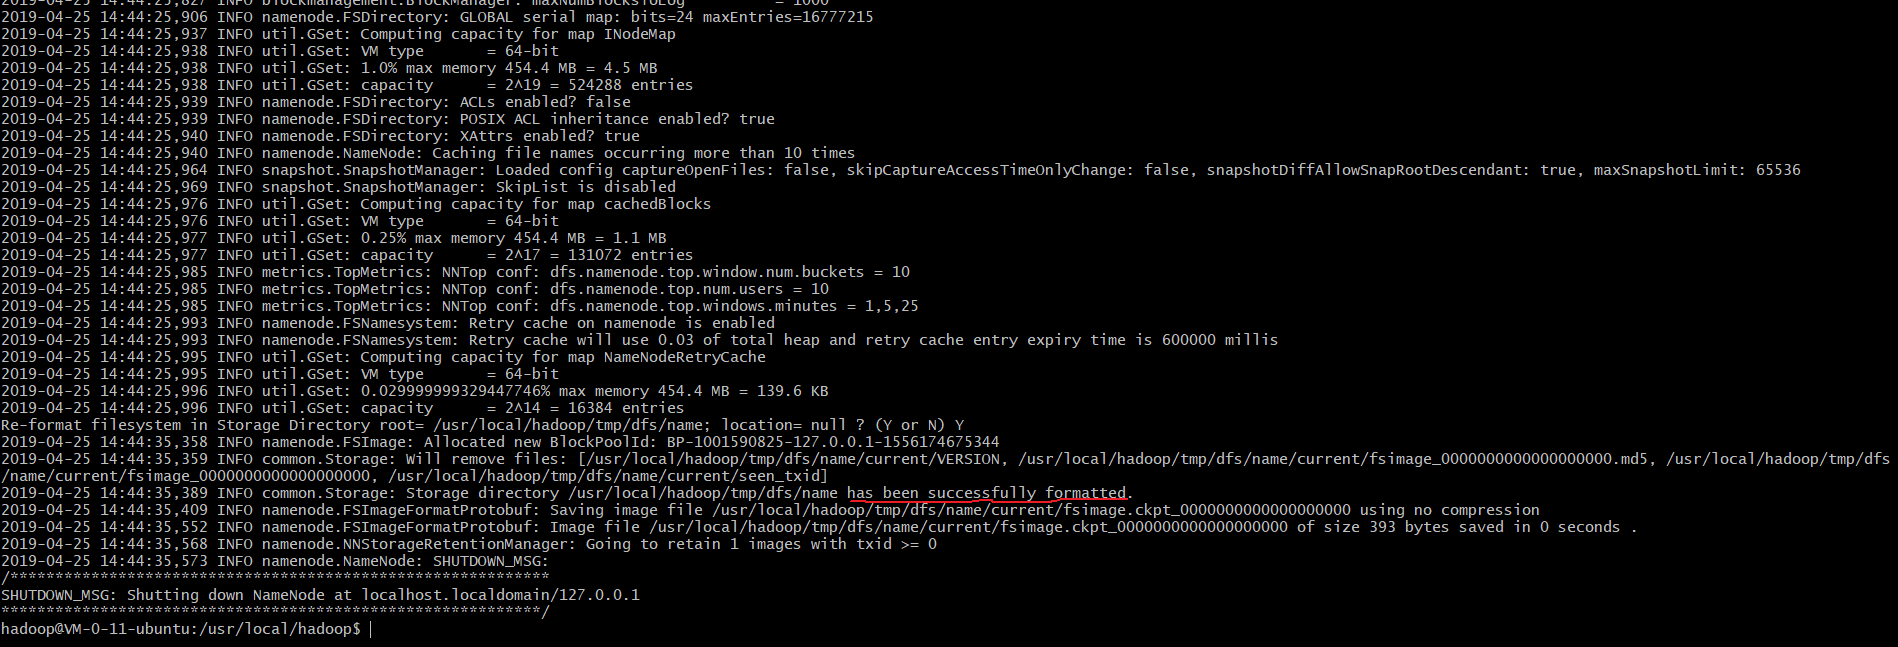 2019-04-25 14:44:25,827 INFO blockmanagement.BlockManager: maxNumBlocksToLog = 1000
2019-04-25 14:44:25,906 INFO namenode.FSDirectory: GLOBAL serial map: bits=24 maxEntries=16777215
2019-04-25 14:44:25,937 INFO util.GSet: Computing capacity for map INodeMap
2019-04-25 14:44:25,938 INFO util.GSet: VM type       = 64-bit
2019-04-25 14:44:25,938 INFO util.GSet: 1.0% max memory 454.4 MB = 4.5 MB
2019-04-25 14:44:25,938 INFO util.GSet: capacity      = 2^19 = 524288 entries
2019-04-25 14:44:25,939 INFO namenode.FSDirectory: ACLs enabled? false
2019-04-25 14:44:25,939 INFO namenode.FSDirectory: POSIX ACL inheritance enabled? true
2019-04-25 14:44:25,940 INFO namenode.FSDirectory: XAttrs enabled? true
2019-04-25 14:44:25,940 INFO namenode.NameNode: Caching file names occurring more than 10 times
2019-04-25 14:44:25,964 INFO snapshot.SnapshotManager: Loaded config captureOpenFiles: false, skipCaptureAccessTimeOnlyChange: false, snapshotDiffAllowSnapRootDescendant: true, maxSnapshotLimit: 65536
2019-04-25 14:44:25,969 INFO snapshot.SnapshotManager: SkipList is disabled
2019-04-25 14:44:25,976 INFO util.GSet: Computing capacity for map cachedBlocks
2019-04-25 14:44:25,976 INFO util.GSet: VM type       = 64-bit
2019-04-25 14:44:25,977 INFO util.GSet: 0.25% max memory 454.4 MB = 1.1 MB
2019-04-25 14:44:25,977 INFO util.GSet: capacity      = 2^17 = 131072 entries
2019-04-25 14:44:25,985 INFO metrics.TopMetrics: NNTop conf: dfs.namenode.top.window.num.buckets = 10
2019-04-25 14:44:25,985 INFO metrics.TopMetrics: NNTop conf: dfs.namenode.top.num.users = 10
2019-04-25 14:44:25,985 INFO metrics.TopMetrics: NNTop conf: dfs.namenode.top.windows.minutes = 1,5,25
2019-04-25 14:44:25,993 INFO namenode.FSNamesystem: Retry cache on namenode is enabled
2019-04-25 14:44:25,993 INFO namenode.FSNamesystem: Retry cache will use 0.03 of total heap and retry cache entry expiry time is 600000 millis
2019-04-25 14:44:25,995 INFO util.GSet: Computing capacity for map NameNodeRetryCache
2019-04-25 14:44:25,995 INFO util.GSet: VM type       = 64-bit
2019-04-25 14:44:25,996 INFO util.GSet: 0.029999999329447746% max memory 454.4 MB = 139.6 KB
2019-04-25 14:44:25,996 INFO util.GSet: capacity      = 2^14 = 16384 entries
Re-format filesystem in Storage Directory root= /usr/local/hadoop/tmp/dfs/name; location= null ? (Y or N) Y
2019-04-25 14:44:35,358 INFO namenode.FSImage: Allocated new BlockPoolId: BP-1001590825-127.0.0.1-1556174675344
2019-04-25 14:44:35,359 INFO common.Storage: Will remove files: [/usr/local/hadoop/tmp/dfs/name/current/VERSION, /usr/local/hadoop/tmp/dfs/name/current/fsimage_0000000000000000000.md5, /usr/local/hadoop/tmp/dfs
/name/current/fsimage_0000000000000000000, /usr/local/hadoop/tmp/dfs/name/current/seen_txid]
2019-04-25 14:44:35,389 INFO common.Storage: Storage directory /usr/local/hadoop/tmp/dfs/name has been successfully formatted.
2019-04-25 14:44:35,409 INFO namenode.FSImageFormatProtobuf: Saving image file /usr/local/hadoop/tmp/dfs/name/current/fsimage.ckpt_0000000000000000000 using no compression
2019-04-25 14:44:35,552 INFO namenode.FSImageFormatProtobuf: Image file /usr/local/hadoop/tmp/dfs/name/current/fsimage.ckpt_0000000000000000000 of size 393 bytes saved in 0 seconds .
2019-04-25 14:44:35,568 INFO namenode.NNStorageRetentionManager: Going to retain 1 images with txid >= 0
2019-04-25 14:44:35,573 INFO namenode.NameNode: SHUTDOWN_MSG:
/************************************************************
SHUTDOWN_MSG: Shutting down NameNode at localhost.localdomain/127.0.0.1
************************************************************/
hadoop@VM-0-11-ubuntu:/usr/local/hadoop$